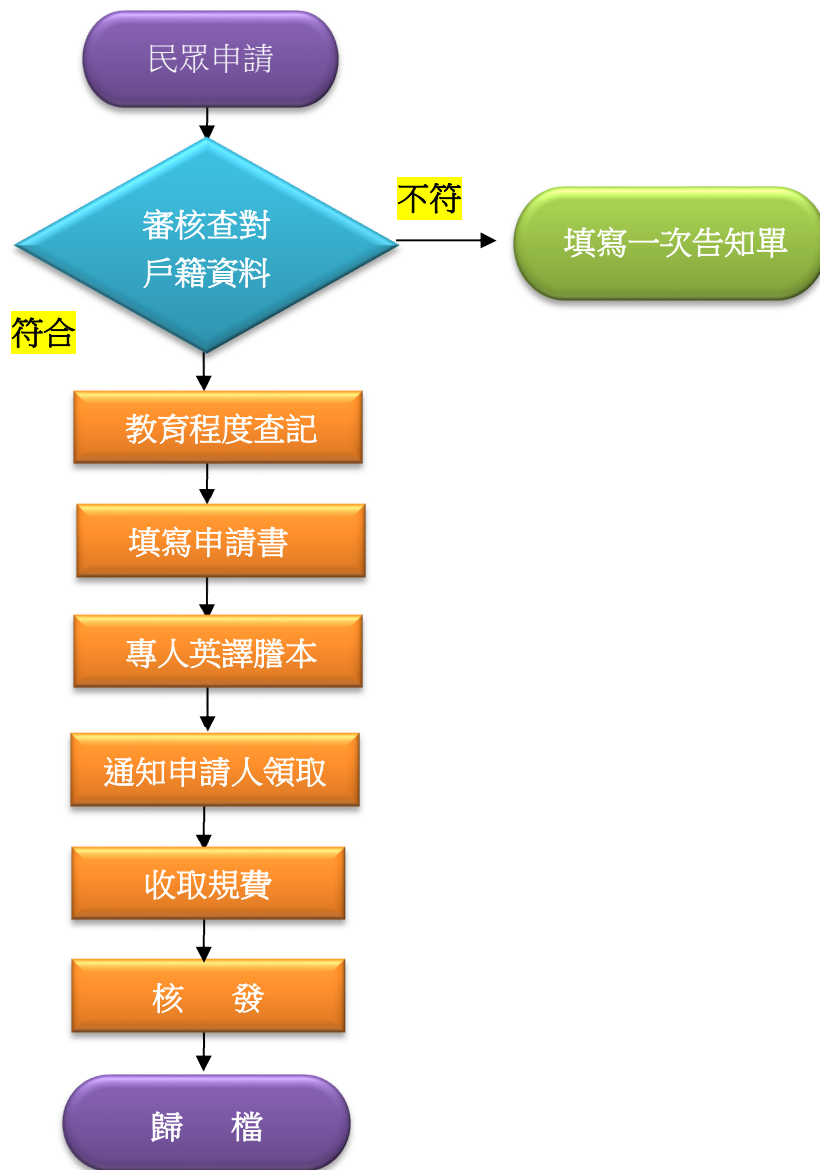 民眾申請
不符
審核查對
戶籍資料
填寫一次告知單
符合
教育程度查記
填寫申請書
專人英譯謄本
通知申請人領取
收取規費
核　發
歸　檔